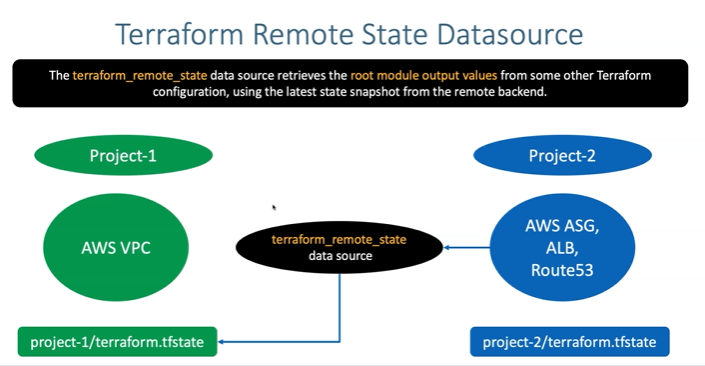 Terraform Remote State Datasource
The terraform_remote_state data source retrieves the root module output values from some other Terraform
configuration, using the latest state snapshot from the remote backend.
Project-1
Project-2
AWS VPC
terraform_remote_state
data source
AWS ASG,
ALB,
Route53
project-1/terraform.tfstate
project-2/terraform.tfstate